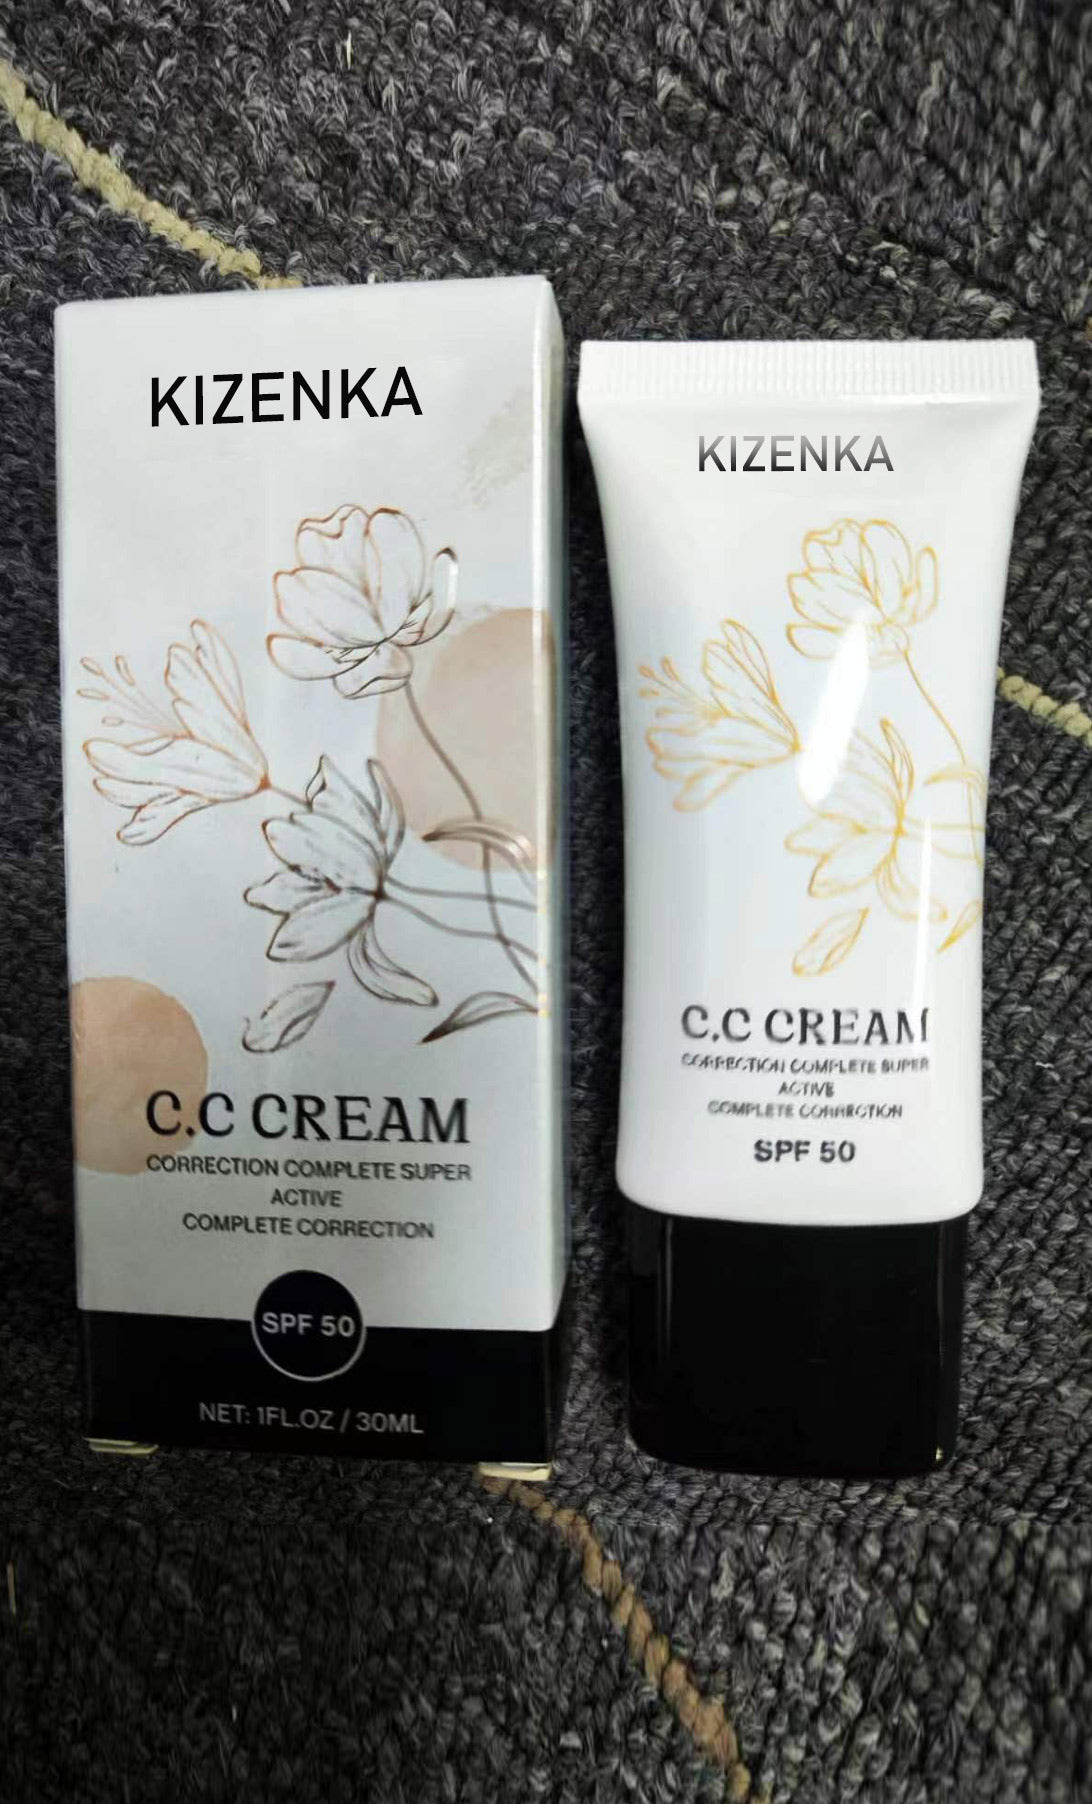 KIZENKA
C.C CREAM
CORRECTION COMPLETE SUPER
ACTIVE
COMPLETE CORRECTION
SPF 50
NET: 1FL.OZ / 30ML
KIZENKA
C.C CREAM
CORRECTION COMPLETE SUPER
ACTIVE
COMPLETE CORRECTION
SPF 50